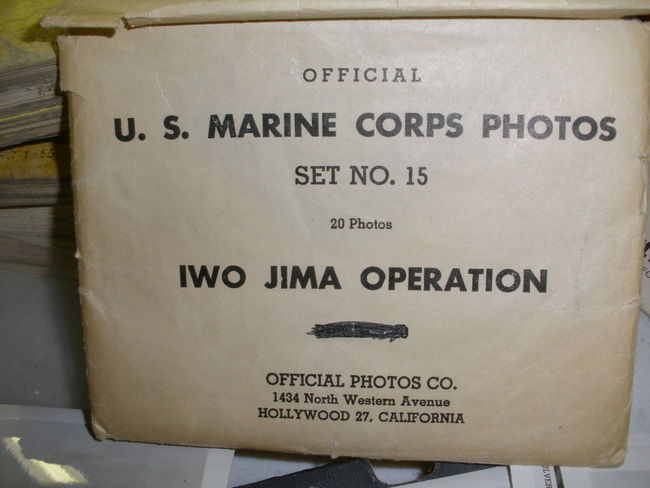 OFFICIAL
U. S. MARINE CORPS PHOTOS
SET NO. 15
20 Photos
IWO JIMA OPERATION
OFFICIAL PHOTOS CO.
1434 North Western Avenue
HOLLYWOOD 27, CALIFORNIA